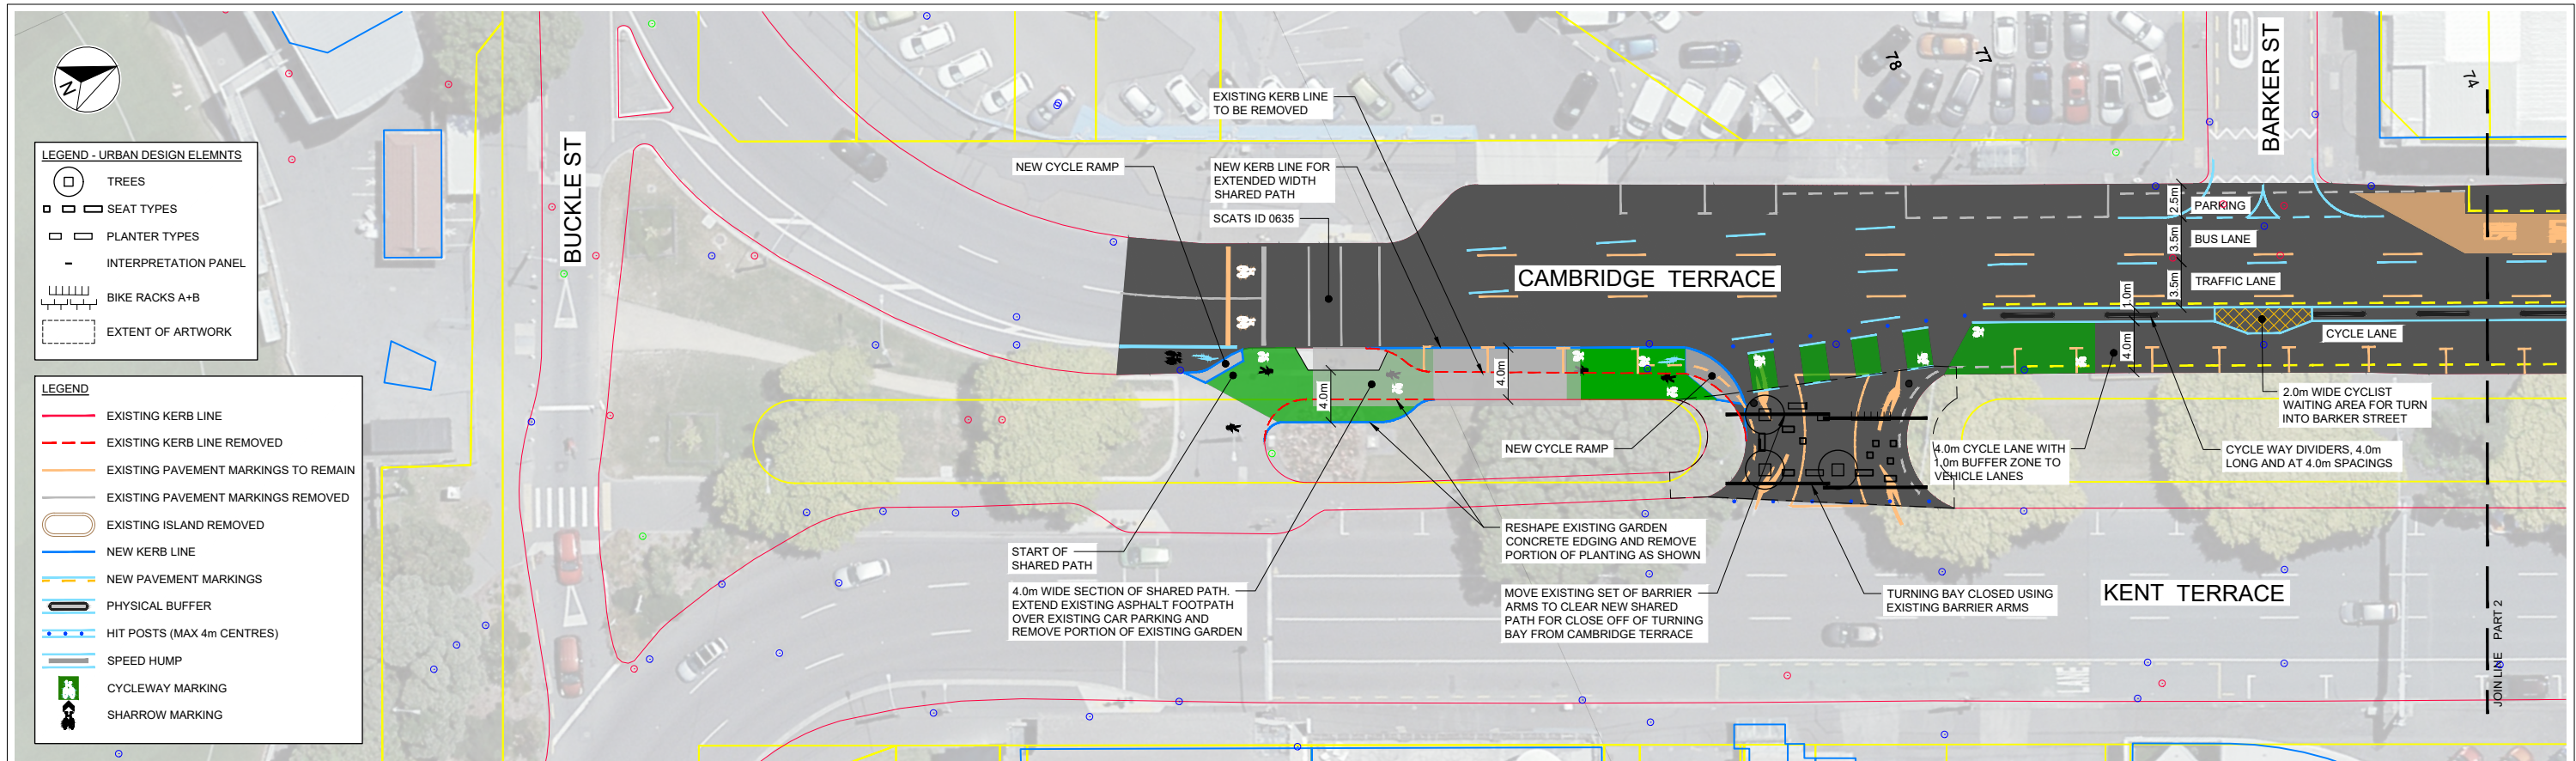 N
LEGEND - URBAN DESIGN ELEMNTS
TREES
SEAT TYPES
PLANTER TYPES
INTERPRETATION PANEL
BIKE RACKS A+B
EXTENT OF ARTWORK
LEGEND
EXISTING KERB LINE
EXISTING KERB LINE REMOVED
EXISTING PAVEMENT MARKINGS TO REMAIN
EXISTING PAVEMENT MARKINGS REMOVED
EXISTING ISLAND REMOVED
NEW KERB LINE
NEW PAVEMENT MARKINGS
PHYSICAL BUFFER
HIT POSTS (MAX 4m CENTRES)
SPEED HUMP
CYCLEWAY MARKING
SHARROW MARKING
BUCKLE ST
NEW CYCLE RAMP
EXISTING KERB LINE
TO BE REMOVED
NEW KERB LINE FOR
EXTENDED WIDTH
SHARED PATH
SCATS ID 0635
CAMBRIDGE TERRACE
78
77
BARKER ST
74
2.5m
PARKING
3.5m
BUS LANE
3.5m
TRAFFIC LANE
1.0m
CYCLE LANE
4.0m
4.0m
4.0m
2.0m WIDE CYCLIST
WAITING AREA FOR TURN
INTO BARKER STREET
NEW CYCLE RAMP
4.0m CYCLE LANE WITH
1.0m BUFFER ZONE TO
VEHICLE LANES
CYCLE WAY DIVIDERS, 4.0m
LONG AND AT 4.0m SPACINGS
START OF
SHARED PATH
4.0m WIDE SECTION OF SHARED PATH.
EXTEND EXISTING ASPHALT FOOTPATH
OVER EXISTING CAR PARKING AND
REMOVE PORTION OF EXISTING GARDEN
RESHAPE EXISTING GARDEN
CONCRETE EDGING AND REMOVE
PORTION OF PLANTING AS SHOWN
MOVE EXISTING SET OF BARRIER
ARMS TO CLEAR NEW SHARED
PATH FOR CLOSE OFF OF TURNING
BAY FROM CAMBRIDGE TERRACE
TURNING BAY CLOSED USING
EXISTING BARRIER ARMS
KENT TERRACE
LANE
JOIN LINE PART 2